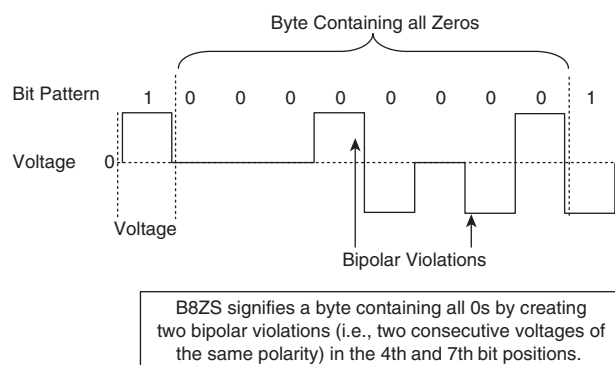 Byte Containing all Zeros
Bit Pattern 1 0 0 0 0 0 0 0 0 1
Voltage 0
Voltage
Bipolar Violations
B8ZS signifies a byte containing all 0s by creating
two bipolar violations (i.e., two consecutive voltages of
the same polarity) in the 4th and 7th bit positions.